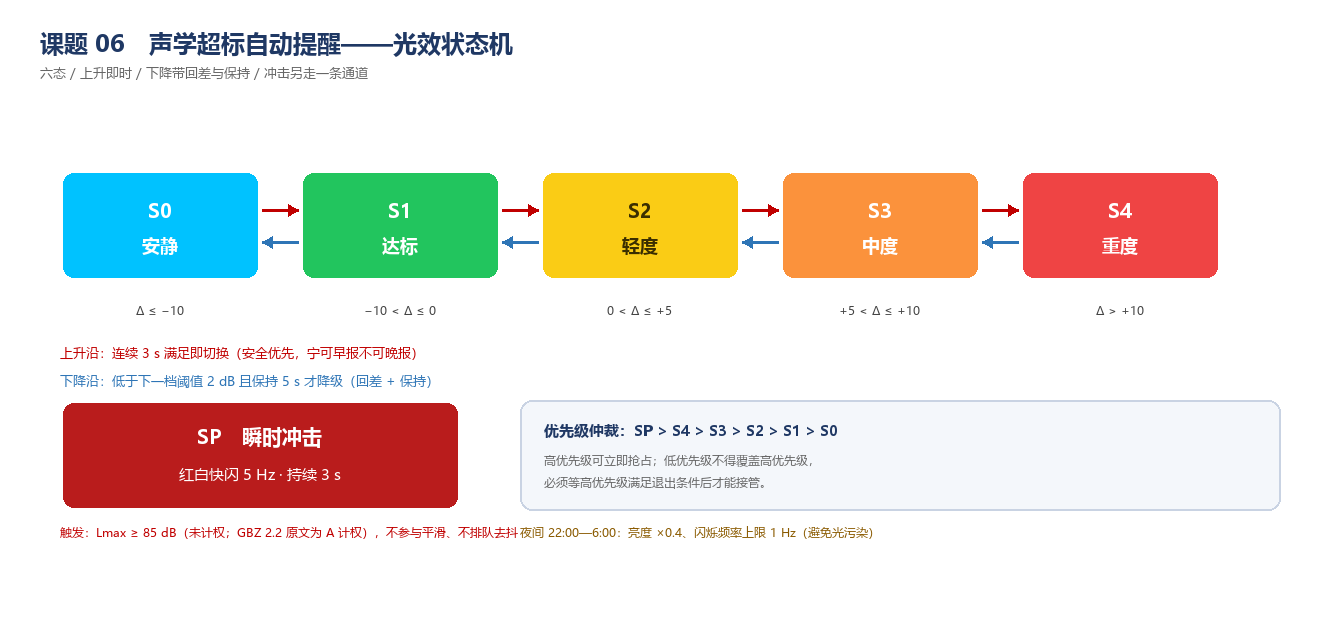 课题 06　声学超标自动提醒——光效状态机
六态 / 上升即时 / 下降带回差与保持 / 冲击另走一条通道
S0
安静
S1
达标
S2
轻度
S3
中度
S4
重度
Δ ≤ −10
−10 < Δ ≤ 0
0 < Δ ≤ +5
+5 < Δ ≤ +10
Δ > +10
上升沿：连续 3 s 满足即切换（安全优先，宁可早报不可晚报）
下降沿：低于下一档阈值 2 dB 且保持 5 s 才降级（回差 + 保持）
SP　瞬时冲击
红白快闪 5 Hz · 持续 3 s
优先级仲裁：SP > S4 > S3 > S2 > S1 > S0
高优先级可立即抢占；低优先级不得覆盖高优先级，
必须等高优先级满足退出条件后才能接管。
触发：Lmax ≥ 85 dB（未计权；GBZ 2.2 原文为 A 计权），不参与平滑、不排队去抖
夜间 22:00—6:00：亮度 ×0.4、闪烁频率上限 1 Hz（避免光污染）